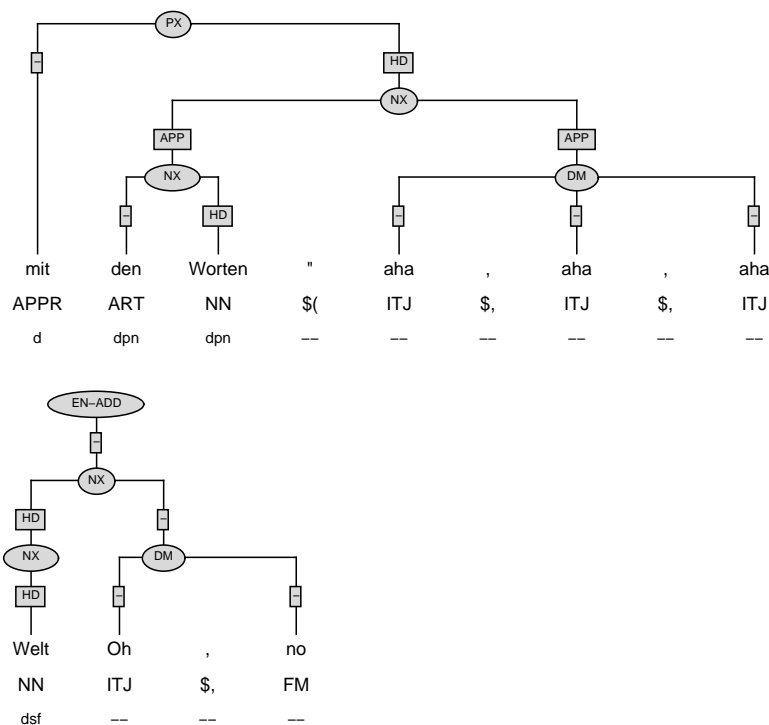 PX
– HD
NX
APP APP
NX DM
– HD – – –
mit den Worten " aha , aha , aha
APPR ART NN $( ITJ $, ITJ $, ITJ
d dpn dpn –– –– –– –– –– ––
EN–ADD
–
NX
HD –
NX DM
HD – –
Welt Oh , no
NN ITJ $, FM
dsf –– –– ––